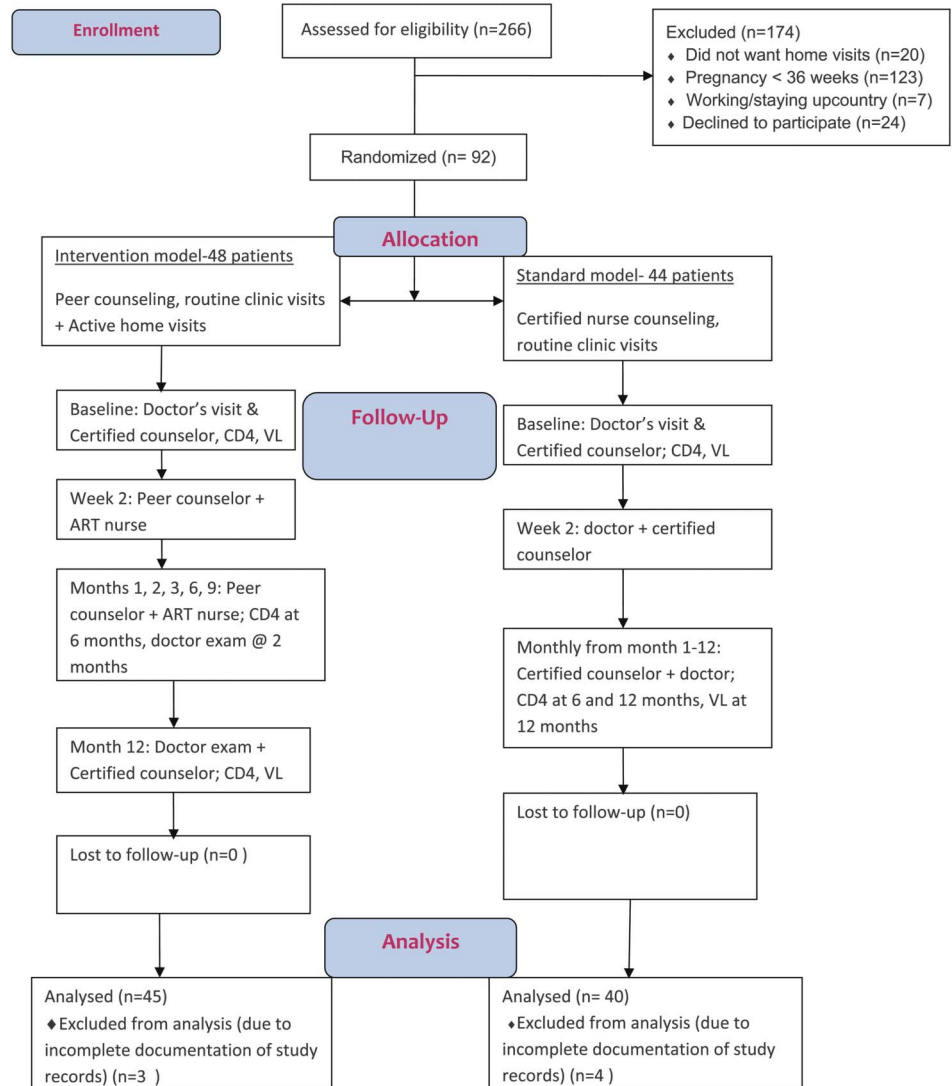 Enrollment
Assessed for eligibility (n=266)
Excluded (n=174)
♦ Did not want home visits (n=20)
♦ Pregnancy < 36 weeks (n=123)
♦ Working/staying upcountry (n=7)
♦ Declined to participate (n=24)
Randomized (n= 92)
Allocation
Intervention model-48 patients
Peer counseling, routine clinic visits
+ Active home visits
Standard model- 44 patients
Certified nurse counseling,
routine clinic visits
Follow-Up
Baseline: Doctor's visit &
Certified counselor, CD4, VL
Baseline: Doctor's visit &
Certified counselor; CD4, VL
Week 2: Peer counselor +
ART nurse
Week 2: doctor + certified
counselor
Months 1, 2, 3, 6, 9: Peer
counselor + ART nurse; CD4 at
6 months, doctor exam @ 2
months
Monthly from month 1-12:
Certified counselor + doctor;
CD4 at 6 and 12 months, VL at
12 months
Month 12: Doctor exam +
Certified counselor; CD4, VL
Lost to follow-up (n=0 )
Lost to follow-up (n=0)
Analysis
Analysed (n=45)
♦Excluded from analysis (due to
incomplete documentation of study
records) (n=3 )
Analysed (n= 40)
♦Excluded from analysis (due to
incomplete documentation of study
records) (n=4 )